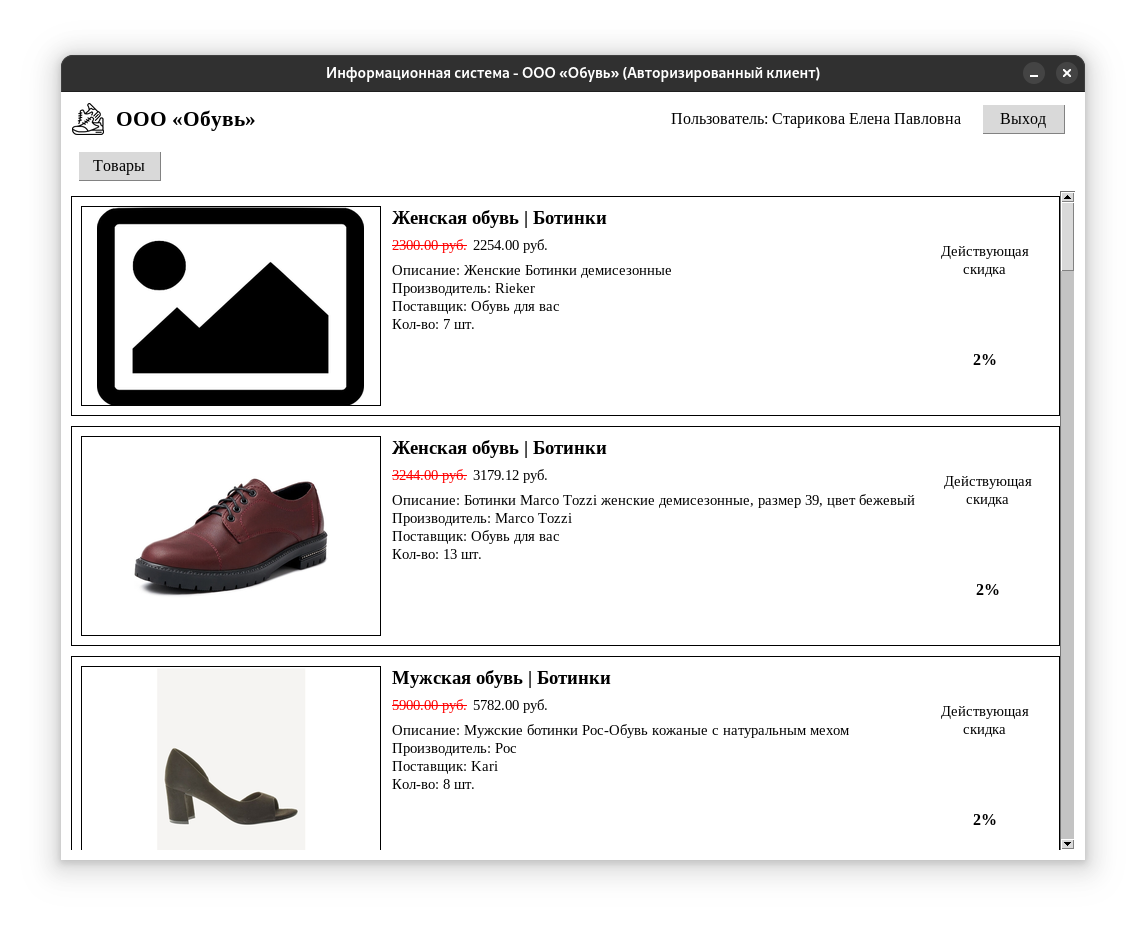 Информационная система - ООО «Обувь» (Авторизированный клиент)
ООО «Обувь»
Пользователь: Старикова Елена Павловна
Выход
Товары
Женская обувь | Ботинки
2300.00 руб. 2254.00 руб.
Описание: Женские Ботинки демисезонные
Производитель: Rieker
Поставщик: Обувь для вас
Кол-во: 7 шт.
Действующая
скидка
2%
Женская обувь | Ботинки
3244.00 руб. 3179.12 руб.
Описание: Ботинки Marco Tozzi женские демисезонные, размер 39, цвет бежевый
Производитель: Marco Tozzi
Поставщик: Обувь для вас
Кол-во: 13 шт.
Действующая
скидка
2%
Мужская обувь | Ботинки
5900.00 руб. 5782.00 руб.
Описание: Мужские ботинки Рос-Обувь кожаные с натуральным мехом
Производитель: Рос
Поставщик: Kari
Кол-во: 8 шт.
Действующая
скидка
2%